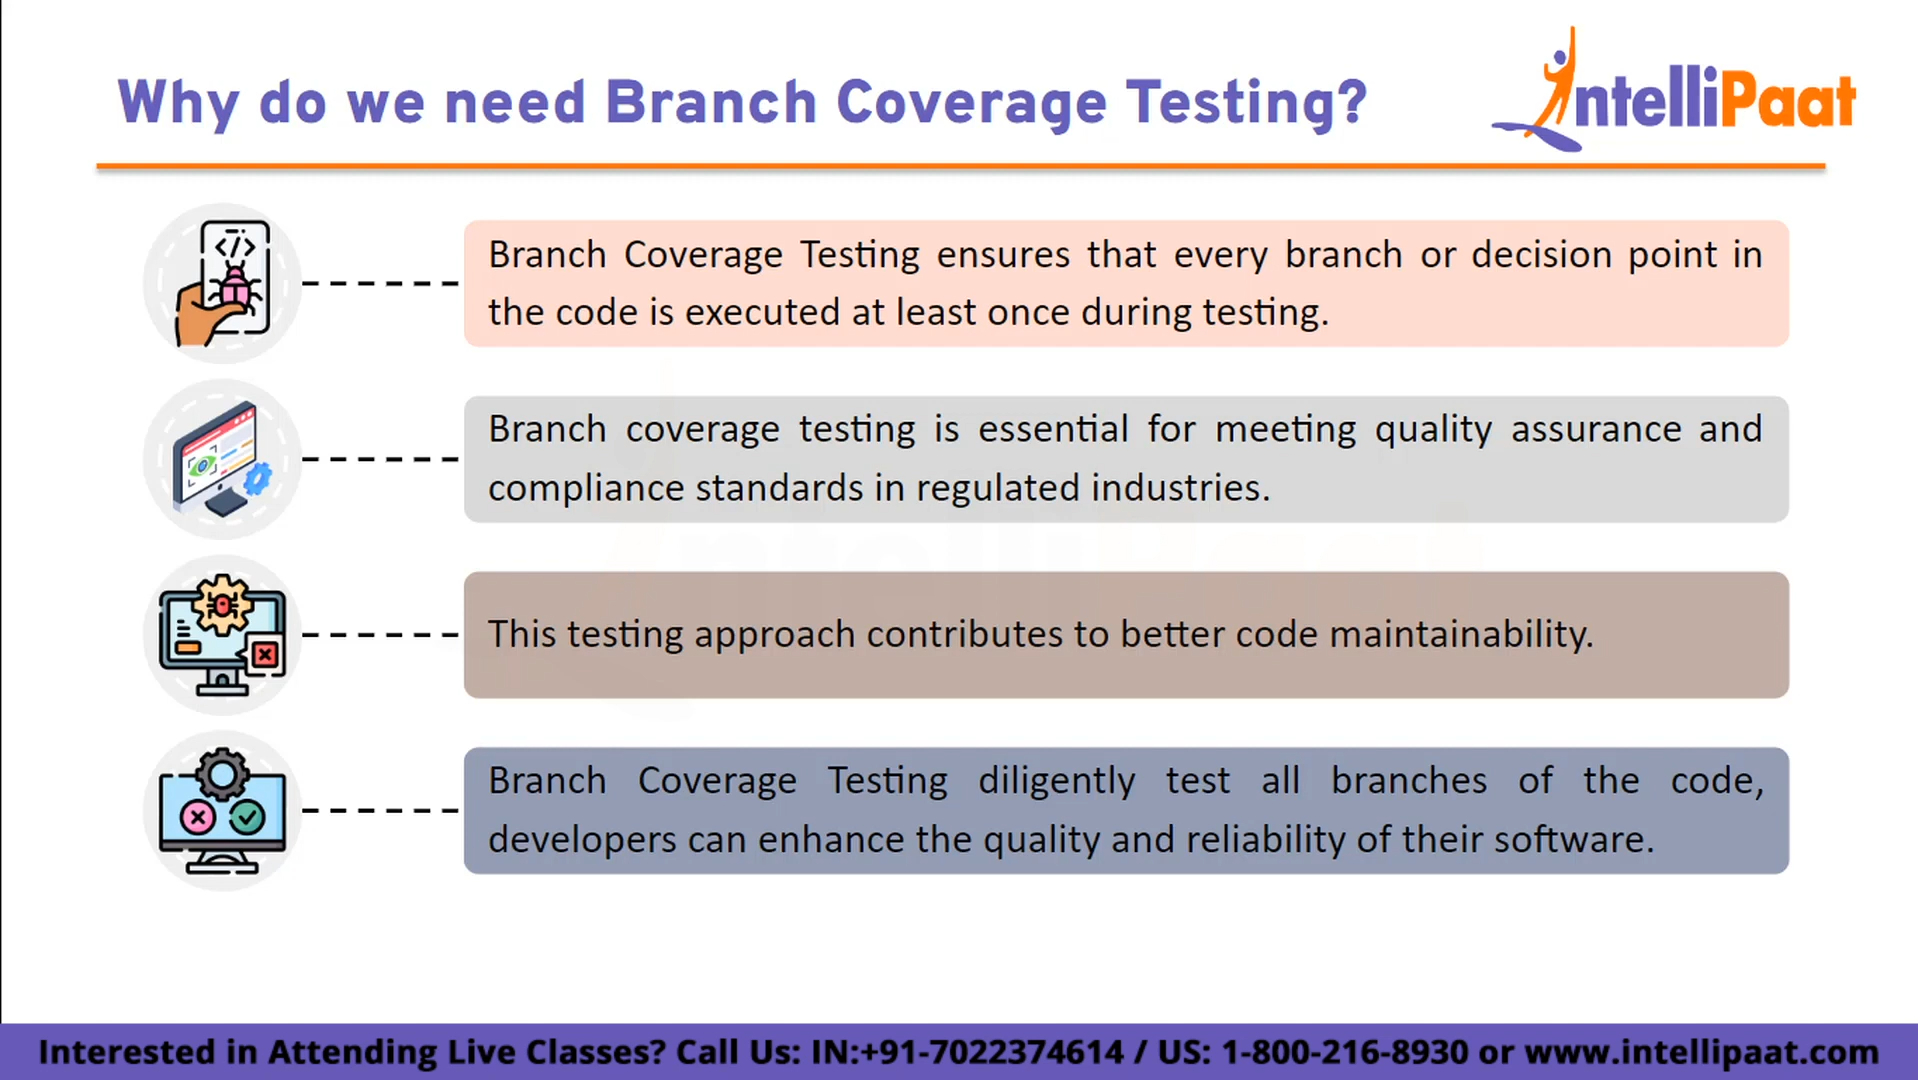 Why do we need Branch Coverage Testing?
IntelliPaat
Branch Coverage Testing ensures that every branch or decision point in
the code is executed at least once during testing.
Branch coverage testing is essential for meeting quality assurance and
compliance standards in regulated industries.
This testing approach contributes to better code maintainability.
Branch Coverage Testing diligently test all branches of the code,
developers can enhance the quality and reliability of their software.
Interested in Attending Live Classes? Call Us: IN:+91-7022374614 / US: 1-800-216-8930 or www.intellipaat.com